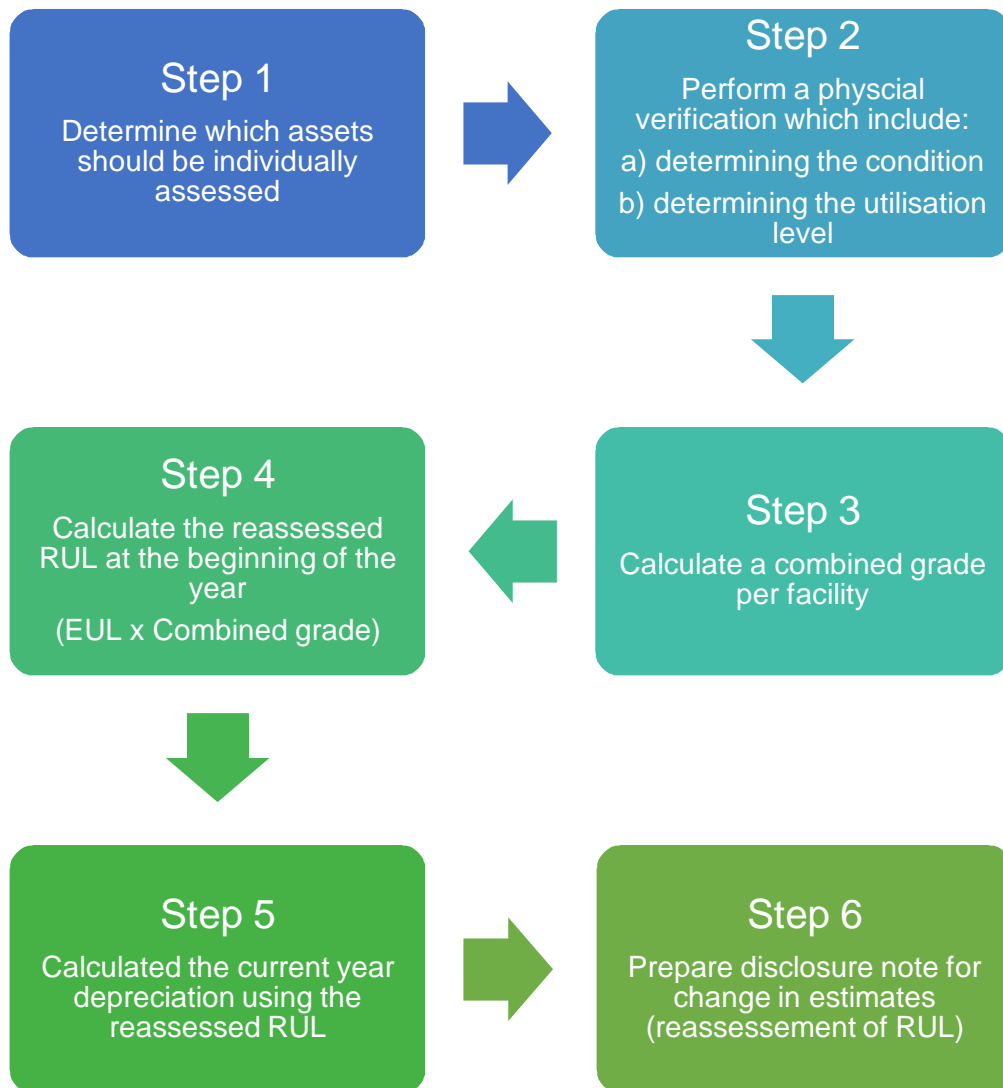 Step 1
Determine which assets
should be individually
assessed
Step 2
Perform a physcial
verification which include:
a) determining the condition
b) determining the utilisation
level
Step 3
Calculate a combined grade
per facility
Step 4
Calculate the reassessed
RUL at the beginning of the
year
(EUL x Combined grade)
Step 5
Calculated the current year
depreciation using the
reassessed RUL
Step 6
Prepare disclosure note for
change in estimates
(reassessement of RUL)